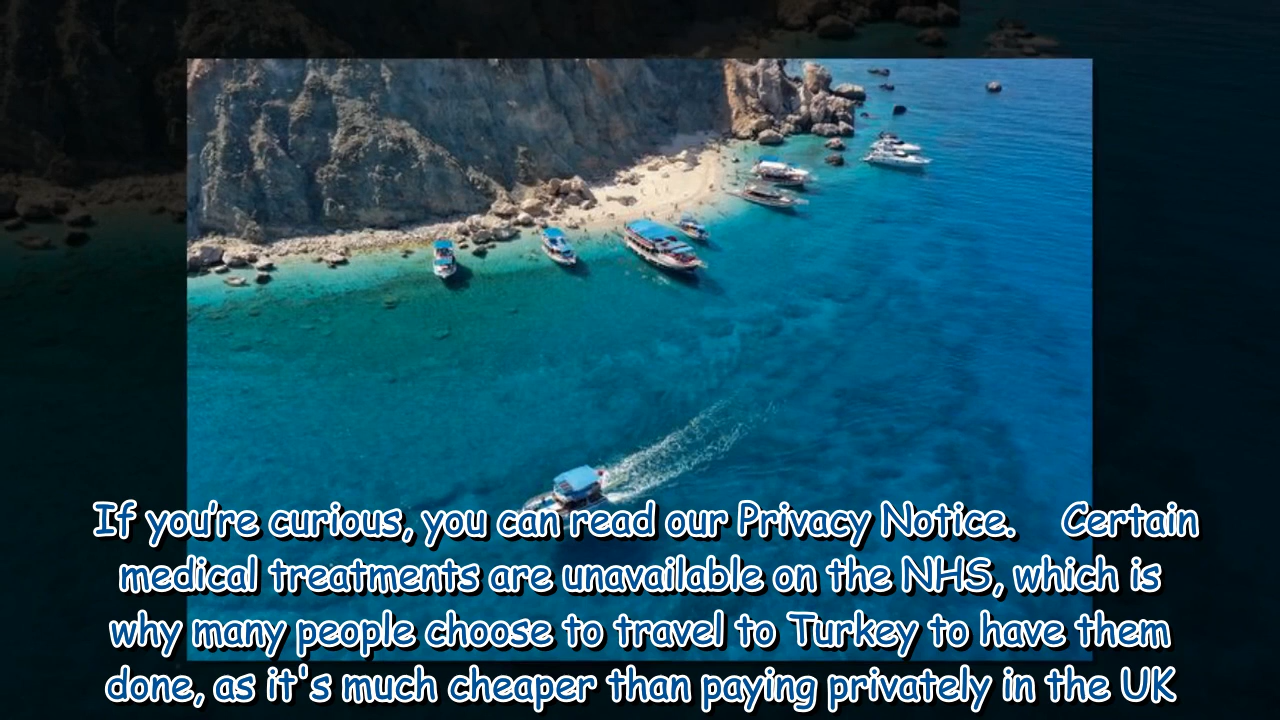 If you’re curious, you can read our Privacy Notice. Certain
medical treatments are unavailable on the NHS, which is
why many people choose to travel to Turkey to have them
done, as it's much cheaper than paying privately in the UK